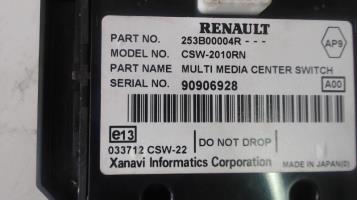 RENAULT
PART NO. 253B00004R - - -
AP9
MODEL NO. CSW-2010RN
PART NAME MULTI MEDIA CENTER SWITCH
SERIAL NO. 90906928 A00
e13
033712 CSW-22 DO NOT DROP
Xanavi Informatics Corporation MADE IN JAPAN(D)